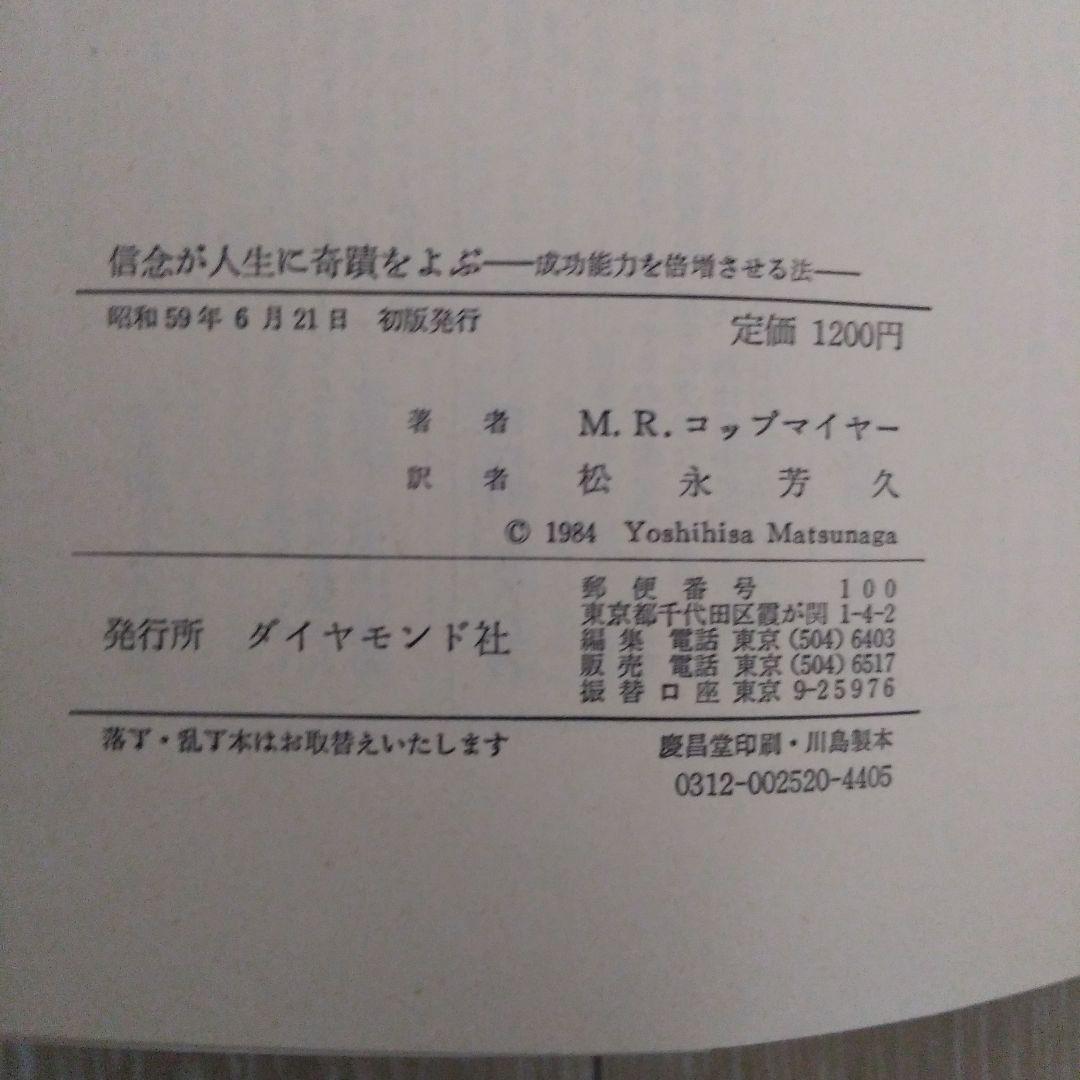 信念が人生に奇蹟をよぶ――成功能力を倍増させる法――
昭和59年6月21日 初版発行 定価 1200円
著者 M.R.コップマイヤー
訳者 松永芳久
© 1984 Yoshihisa Matsunaga
発行所 ダイヤモンド社
郵便番号 100
東京都千代田区霞が関 1-4-2
編集 電話 東京 (504) 6403
販売 電話 東京 (504) 6517
振替口座 東京 9-25976
落丁・乱丁本はお取替えいたします 慶昌堂印刷・川島製本
0312-002520-4405